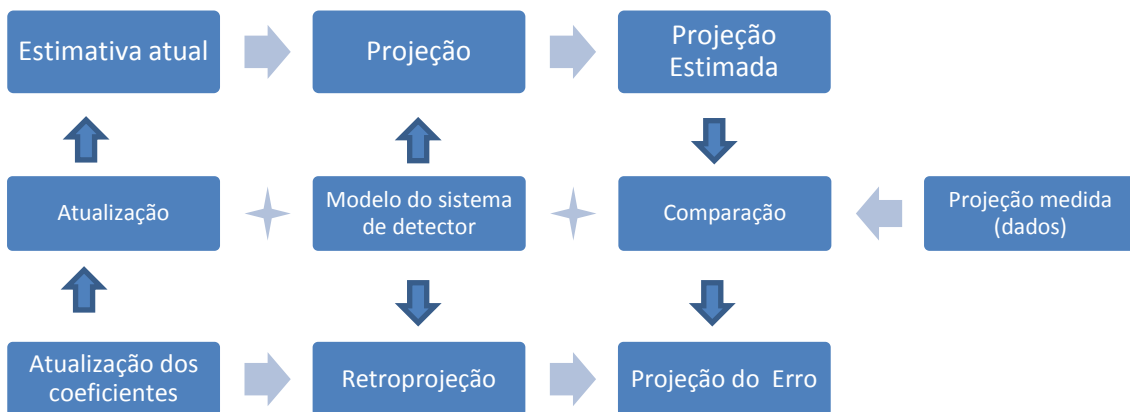 Estimativa atual
Projeção
Projeção
Estimada
Atualização
Modelo do sistema
de detector
Comparação
Projeção medida
(dados)
Atualização dos
coeficientes
Retroprojeção
Projeção do Erro